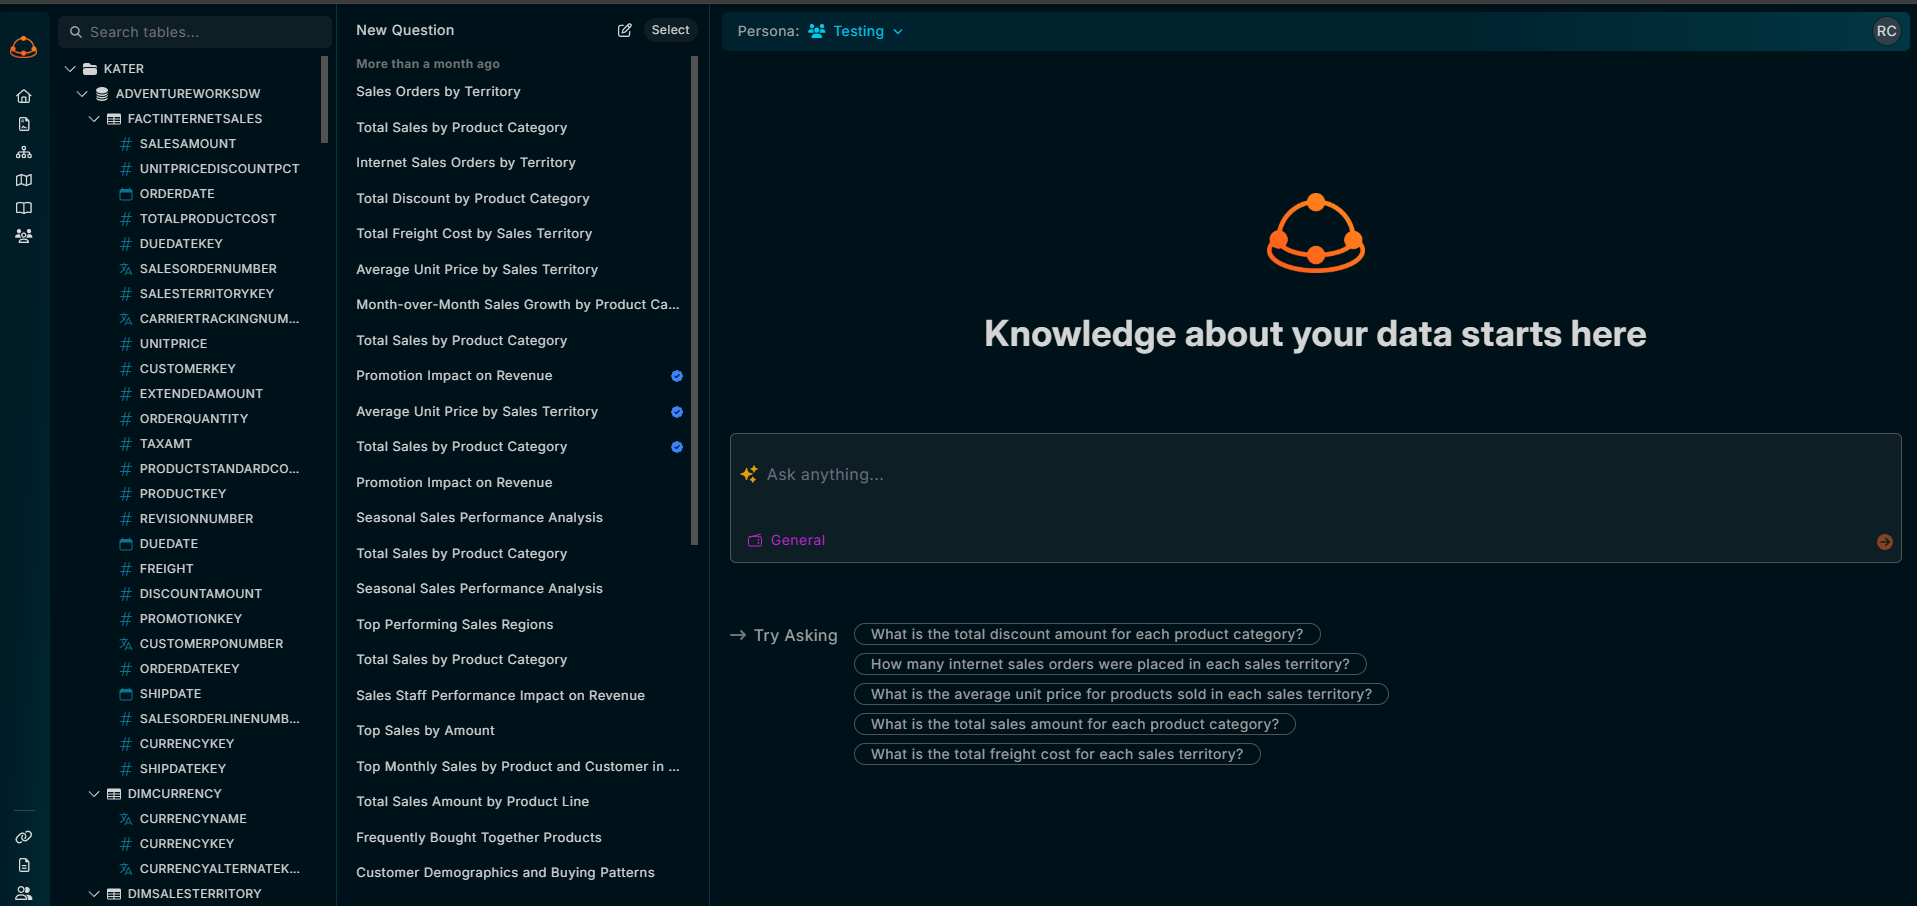 Search tables...
KATER
ADVENTUREWORKSDW
FACTINTERNETSALES
SALESAMOUNT
UNITPRICEDISCOUNTPCT
ORDERDATE
TOTALPRODUCTCOST
DUEDATEKEY
SALESORDERNUMBER
SALESTERRITORYKEY
CARRIERTRACKINGNUM...
UNITPRICE
CUSTOMERKEY
EXTENDEDAMOUNT
ORDERQUANTITY
TAXAMT
PRODUCTSTANDARDCO...
PRODUCTKEY
REVISIONNUMBER
DUEDATE
FREIGHT
DISCOUNTAMOUNT
PROMOTIONKEY
CUSTOMERPONUMBER
ORDERDATEKEY
SHIPDATE
SALESORDERLINENUMB...
CURRENCYKEY
SHIPDATEKEY
DIMCURRENCY
CURRENCYNAME
CURRENCYKEY
CURRENCYALTERNATEK...
DIMSALESTERRITORY
New Question
Select
More than a month ago
Sales Orders by Territory
Total Sales by Product Category
Internet Sales Orders by Territory
Total Discount by Product Category
Total Freight Cost by Sales Territory
Average Unit Price by Sales Territory
Month-over-Month Sales Growth by Product Ca...
Total Sales by Product Category
Promotion Impact on Revenue
Average Unit Price by Sales Territory
Total Sales by Product Category
Promotion Impact on Revenue
Seasonal Sales Performance Analysis
Total Sales by Product Category
Seasonal Sales Performance Analysis
Top Performing Sales Regions
Total Sales by Product Category
Sales Staff Performance Impact on Revenue
Top Sales by Amount
Top Monthly Sales by Product and Customer in ...
Total Sales Amount by Product Line
Frequently Bought Together Products
Customer Demographics and Buying Patterns
Persona: Testing
RC
Knowledge about your data starts here
Ask anything...
General
Try Asking
What is the total discount amount for each product category?
How many internet sales orders were placed in each sales territory?
What is the average unit price for products sold in each sales territory?
What is the total sales amount for each product category?
What is the total freight cost for each sales territory?